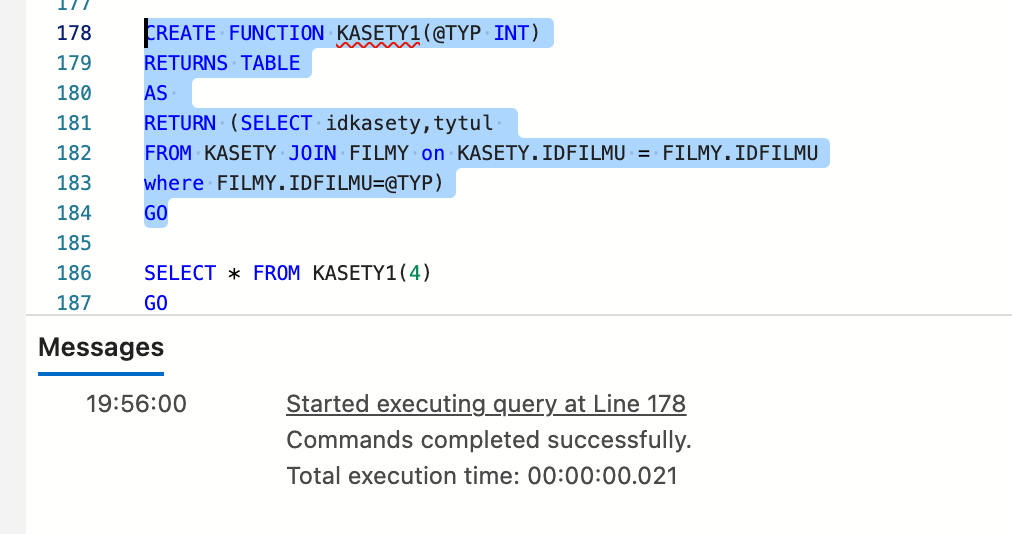 177
178 CREATE FUNCTION KASETY1(@TYP INT)
179 RETURNS TABLE
180 AS
181 RETURN (SELECT idkasety,tytul
182 FROM KASETY JOIN FILMY on KASETY.IDFILMU = FILMY.IDFILMU
183 where FILMY.IDFILMU=@TYP)
184 GO
185
186 SELECT * FROM KASETY1(4)
187 GO
Messages
19:56:00 Started executing query at Line 178
Commands completed successfully.
Total execution time: 00:00:00.021